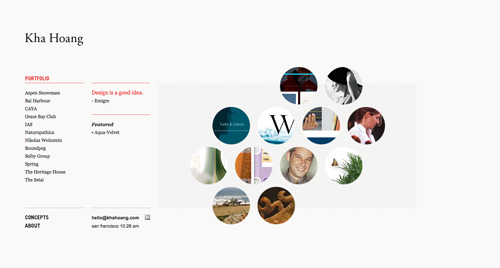 Kha Hoang
PORTFOLIO
Aspen Snowmass
Bal Harbour
CAYA
Grace Bay Club
IAS
Naturopathica
Nikolas Weinstein
Roundpeg
Selby Group
Spring
The Heritage House
The Setai
Design is a good idea.
- Emigre
Featured
• Aqua-Velvet
W
CONCEPTS
ABOUT
hello@khahoang.com
san francisco 10:28 am